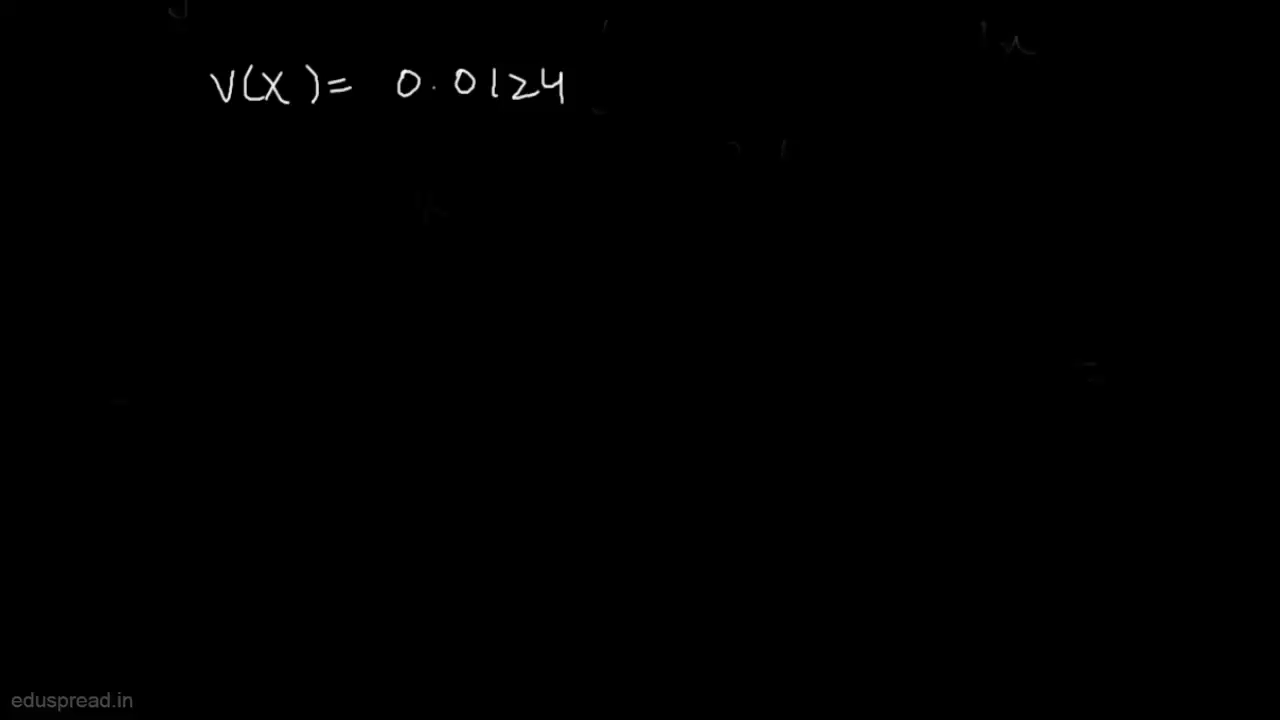 V(X) = 0.0124
eduspread.in